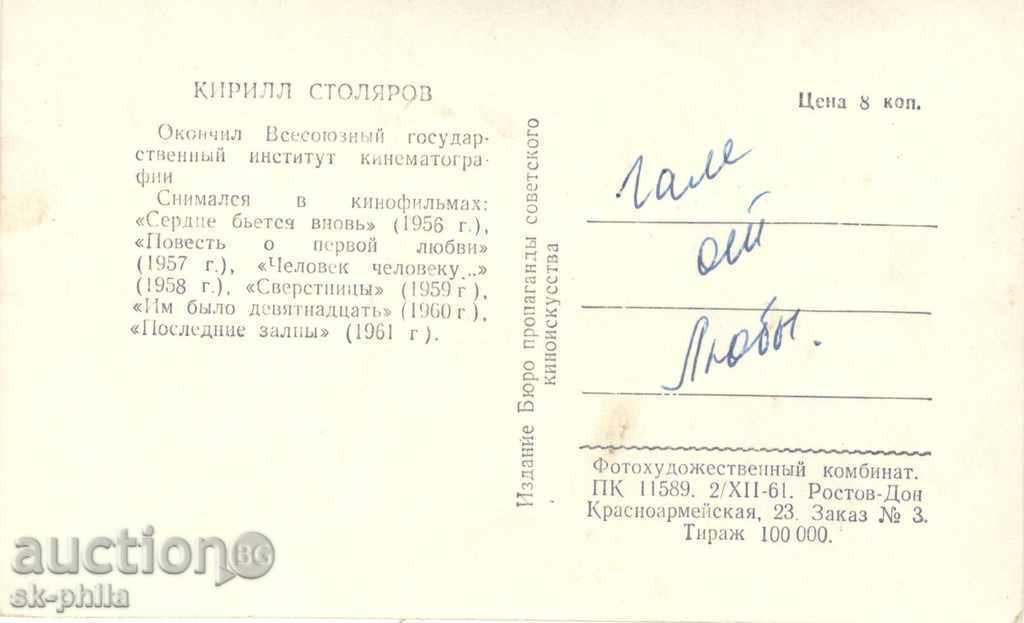 КИРИЛЛ СТОЛЯРОВ
Окончил Всесоюзный государ-
ственный институт кинематогра-
фии
Снимался в кинофильмах:
«Сердце бьется вновь» (1956 г.),
«Повесть о первой любви»
(1957 г.), «Человек человеку...»
(1958 г.), «Сверстницы» (1959 г),
«Им было девятнадцать» (1960 г),
«Последние залпы» (1961 г).
Издание Бюро пропаганды советского
киноискусства
Цена 8 коп.
Гале
от
Любы.
Фотохудожественный комбинат.
ПК 11589. 2/XII-61. Ростов-Дон
Красноармейская, 23. Заказ № 3.
Тираж 100 000.
auctionBG
sk-phila